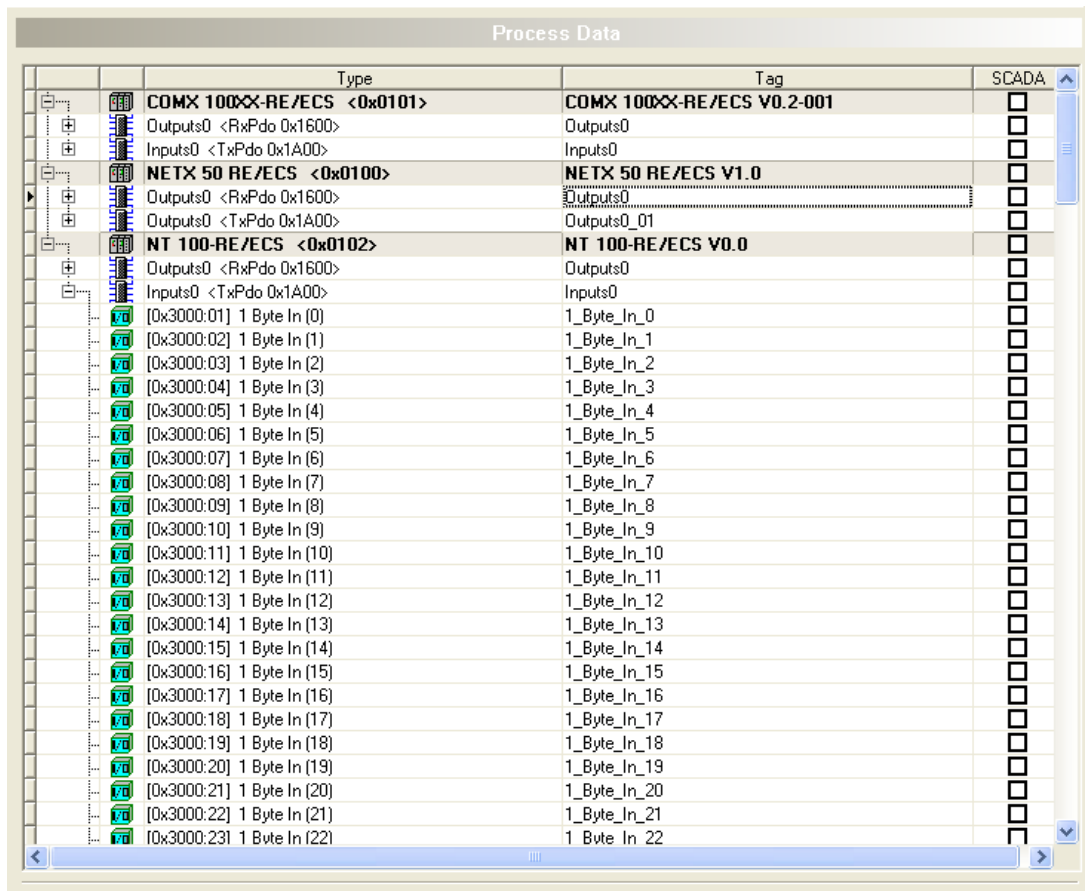 Process Data
Type Tag SCADA
COMX 100XX-RE/ECS <0x0101> COMX 100XX-RE/ECS V0.2-001
Outputs0 <RxPdo 0x1600> Outputs0
Inputs0 <TxPdo 0x1A00> Inputs0
NETX 50 RE/ECS <0x0100> NETX 50 RE/ECS V1.0
Outputs0 <RxPdo 0x1600> Outputs0
Outputs0 <TxPdo 0x1A00> Outputs0_01
NT 100-RE/ECS <0x0102> NT 100-RE/ECS V0.0
Outputs0 <RxPdo 0x1600> Outputs0
Inputs0 <TxPdo 0x1A00> Inputs0
[0x3000:01] 1 Byte In (0) 1_Byte_In_0
[0x3000:02] 1 Byte In (1) 1_Byte_In_1
[0x3000:03] 1 Byte In (2) 1_Byte_In_2
[0x3000:04] 1 Byte In (3) 1_Byte_In_3
[0x3000:05] 1 Byte In (4) 1_Byte_In_4
[0x3000:06] 1 Byte In (5) 1_Byte_In_5
[0x3000:07] 1 Byte In (6) 1_Byte_In_6
[0x3000:08] 1 Byte In (7) 1_Byte_In_7
[0x3000:09] 1 Byte In (8) 1_Byte_In_8
[0x3000:10] 1 Byte In (9) 1_Byte_In_9
[0x3000:11] 1 Byte In (10) 1_Byte_In_10
[0x3000:12] 1 Byte In (11) 1_Byte_In_11
[0x3000:13] 1 Byte In (12) 1_Byte_In_12
[0x3000:14] 1 Byte In (13) 1_Byte_In_13
[0x3000:15] 1 Byte In (14) 1_Byte_In_14
[0x3000:16] 1 Byte In (15) 1_Byte_In_15
[0x3000:17] 1 Byte In (16) 1_Byte_In_16
[0x3000:18] 1 Byte In (17) 1_Byte_In_17
[0x3000:19] 1 Byte In (18) 1_Byte_In_18
[0x3000:20] 1 Byte In (19) 1_Byte_In_19
[0x3000:21] 1 Byte In (20) 1_Byte_In_20
[0x3000:22] 1 Byte In (21) 1_Byte_In_21
[0x3000:23] 1 Byte In (22) 1_Byte_In_22